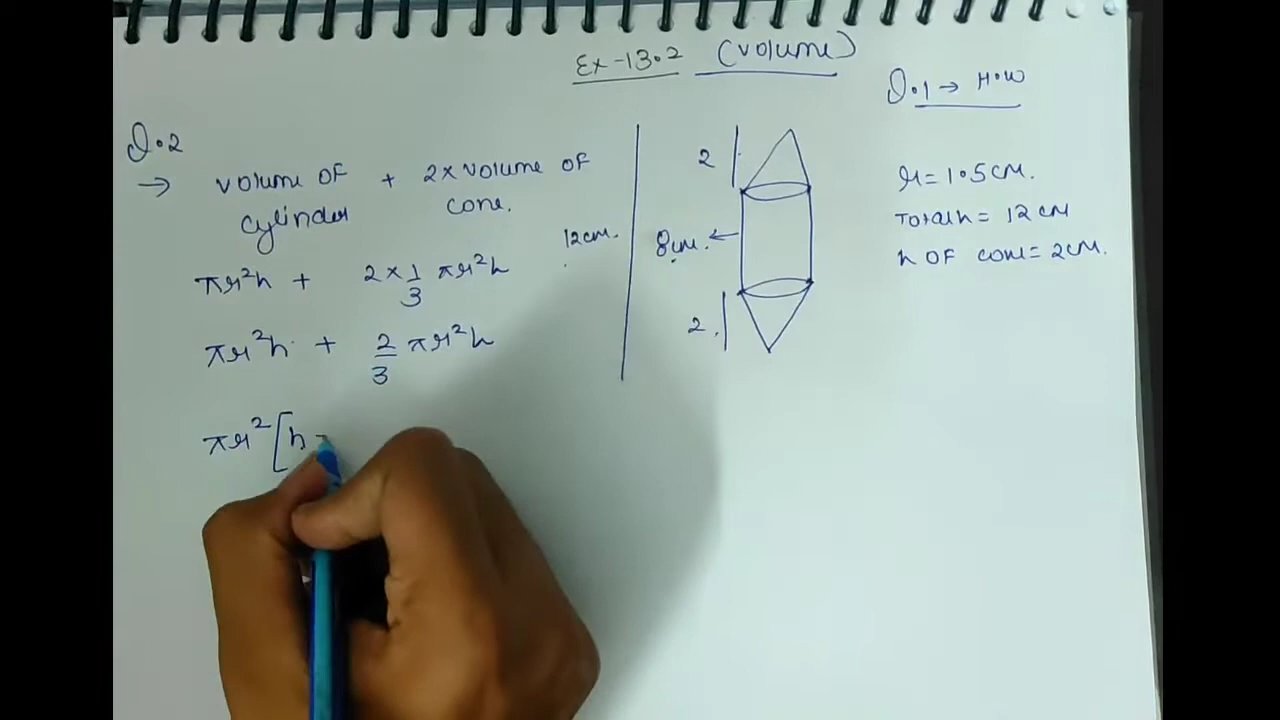 Ex-13.2 (Volume)
Q.1 → H.W
Q.2
→ volume of cylinder + 2 x volume of cone.
πr²h + 2 × 1/3 πr²h
πr²h + 2/3 πr²h
πr² [h
12cm.
2
8cm. ←
2.
r = 1.5 cm.
Total h = 12 cm
h of cone = 2cm.